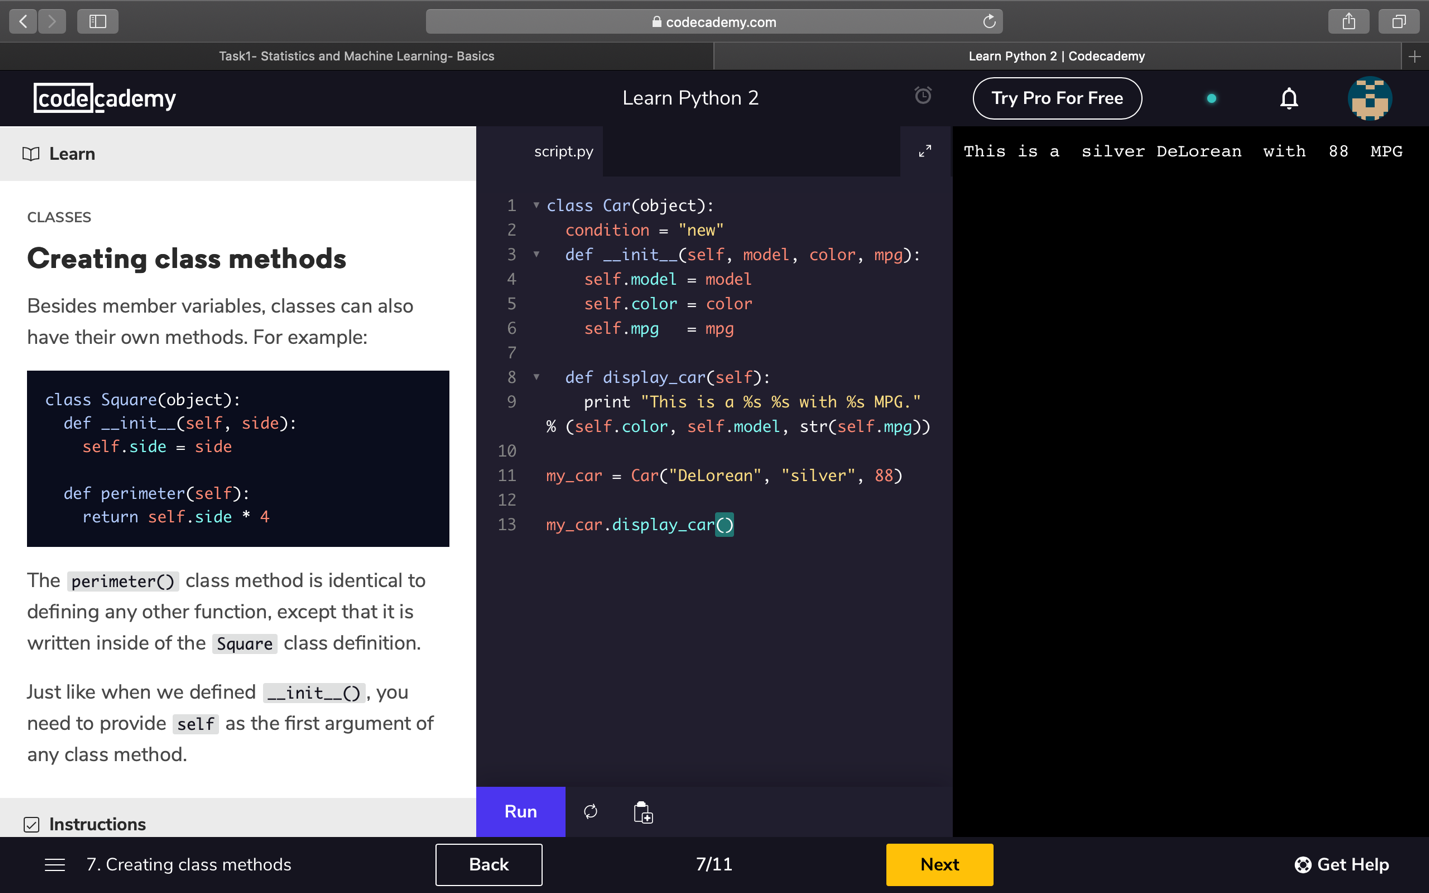 codecademy.com
Task1- Statistics and Machine Learning- Basics
Learn Python 2 | Codecademy
codecademy
Learn Python 2
Try Pro For Free
Learn
CLASSES
Creating class methods
Besides member variables, classes can also
have their own methods. For example:
class Square(object):
  def __init__(self, side):
    self.side = side
  def perimeter(self):
    return self.side * 4
The perimeter() class method is identical to
defining any other function, except that it is
written inside of the Square class definition.
Just like when we defined __init__(), you
need to provide self as the first argument of
any class method.
Instructions
script.py
1 class Car(object):
2   condition = "new"
3   def __init__(self, model, color, mpg):
4     self.model = model
5     self.color = color
6     self.mpg   = mpg
7
8   def display_car(self):
9     print "This is a %s %s with %s MPG."
% (self.color, self.model, str(self.mpg))
10
11 my_car = Car("DeLorean", "silver", 88)
12
13 my_car.display_car()
Run
This is a  silver DeLorean  with  88  MPG
7. Creating class methods
Back
7/11
Next
Get Help